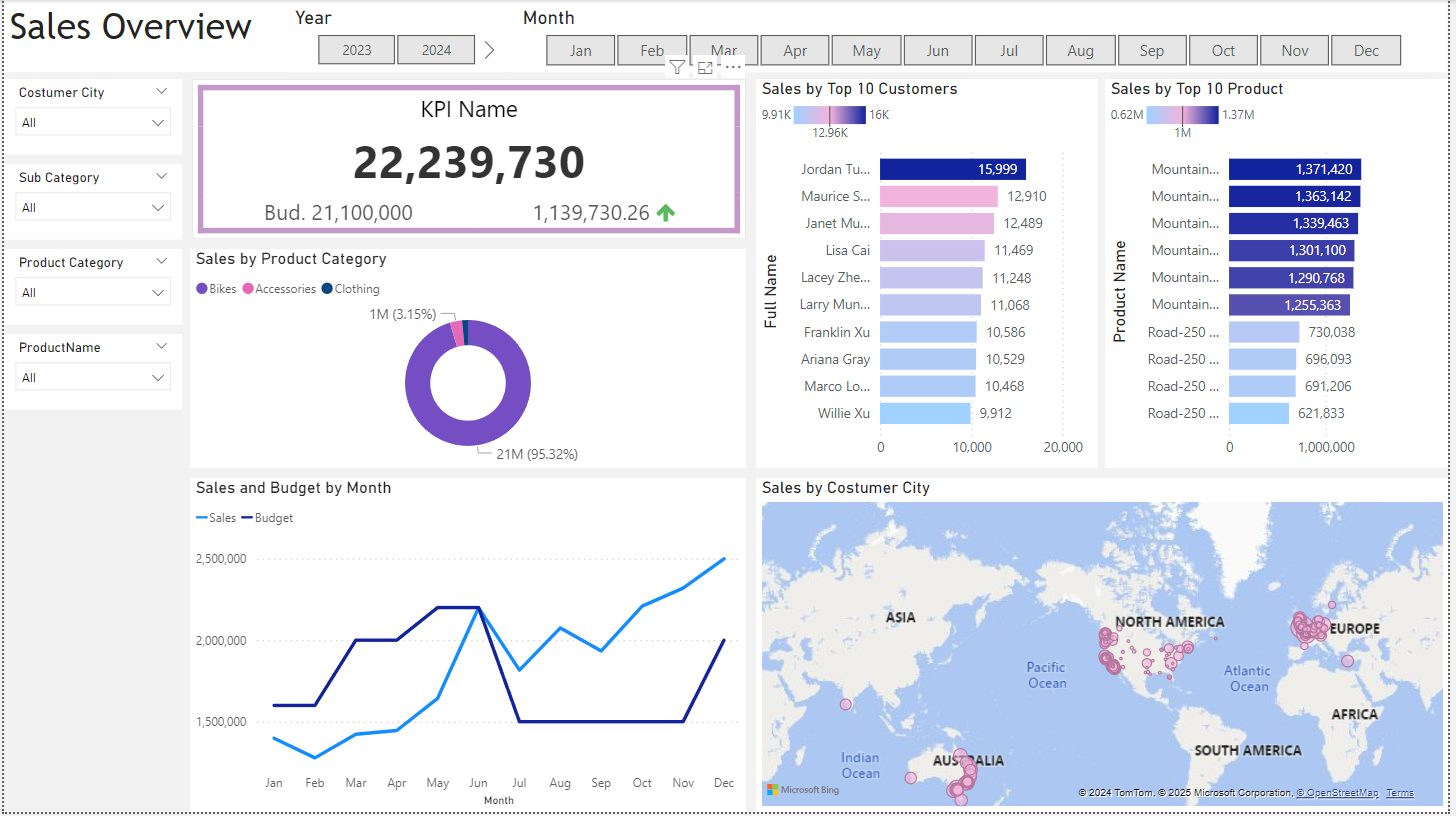 Sales Overview
Year
2023
2024
Month
Jan
Feb
Mar
Apr
May
Jun
Jul
Aug
Sep
Oct
Nov
Dec
Costumer City
All
Sub Category
All
Product Category
All
ProductName
All
KPI Name
22,239,730
Bud. 21,100,000
1,139,730.26
Sales by Product Category
Bikes
Accessories
Clothing
1M (3.15%)
21M (95.32%)
Sales by Top 10 Customers
9.91K
16K
12.96K
Full Name
Jordan Tu... 15,999
Maurice S... 12,910
Janet Mu... 12,489
Lisa Cai 11,469
Lacey Zhe... 11,248
Larry Mun... 11,068
Franklin Xu 10,586
Ariana Gray 10,529
Marco Lo... 10,468
Willie Xu 9,912
0 10,000 20,000
Sales by Top 10 Product
0.62M
1.37M
1M
Product Name
Mountain... 1,371,420
Mountain... 1,363,142
Mountain... 1,339,463
Mountain... 1,301,100
Mountain... 1,290,768
Mountain... 1,255,363
Road-250 ... 730,038
Road-250 ... 696,093
Road-250 ... 691,206
Road-250 ... 621,833
0 1,000,000
Sales and Budget by Month
Sales
Budget
2,500,000
2,000,000
1,500,000
Jan Feb Mar Apr May Jun Jul Aug Sep Oct Nov Dec
Month
Sales by Costumer City
ASIA
NORTH AMERICA
EUROPE
Pacific
Ocean
Atlantic
Ocean
AFRICA
SOUTH AMERICA
Indian
Ocean
AUSTRALIA
Microsoft Bing
© 2024 TomTom, © 2025 Microsoft Corporation, © OpenStreetMap Terms